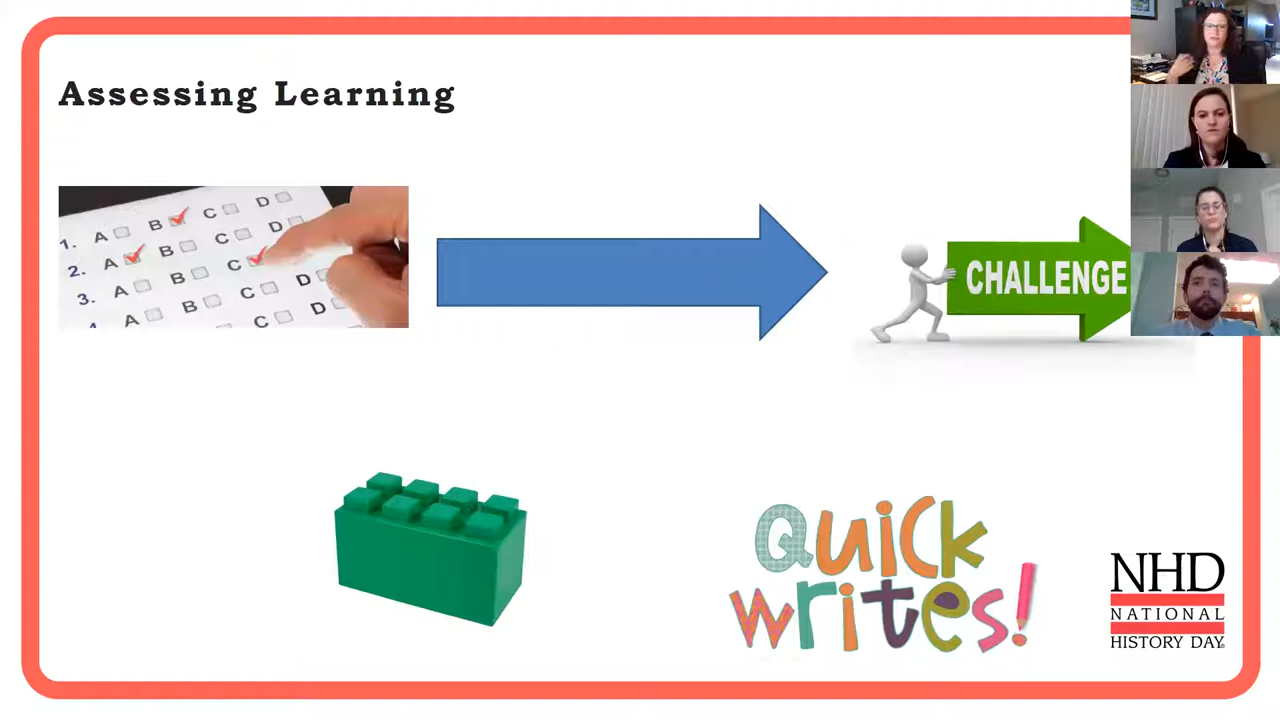 Assessing Learning
1. A B C D
2. A B C D
3. A B C D
A B C D
CHALLENGE
Quick
writes!
NHD
NATIONAL
HISTORY DAY